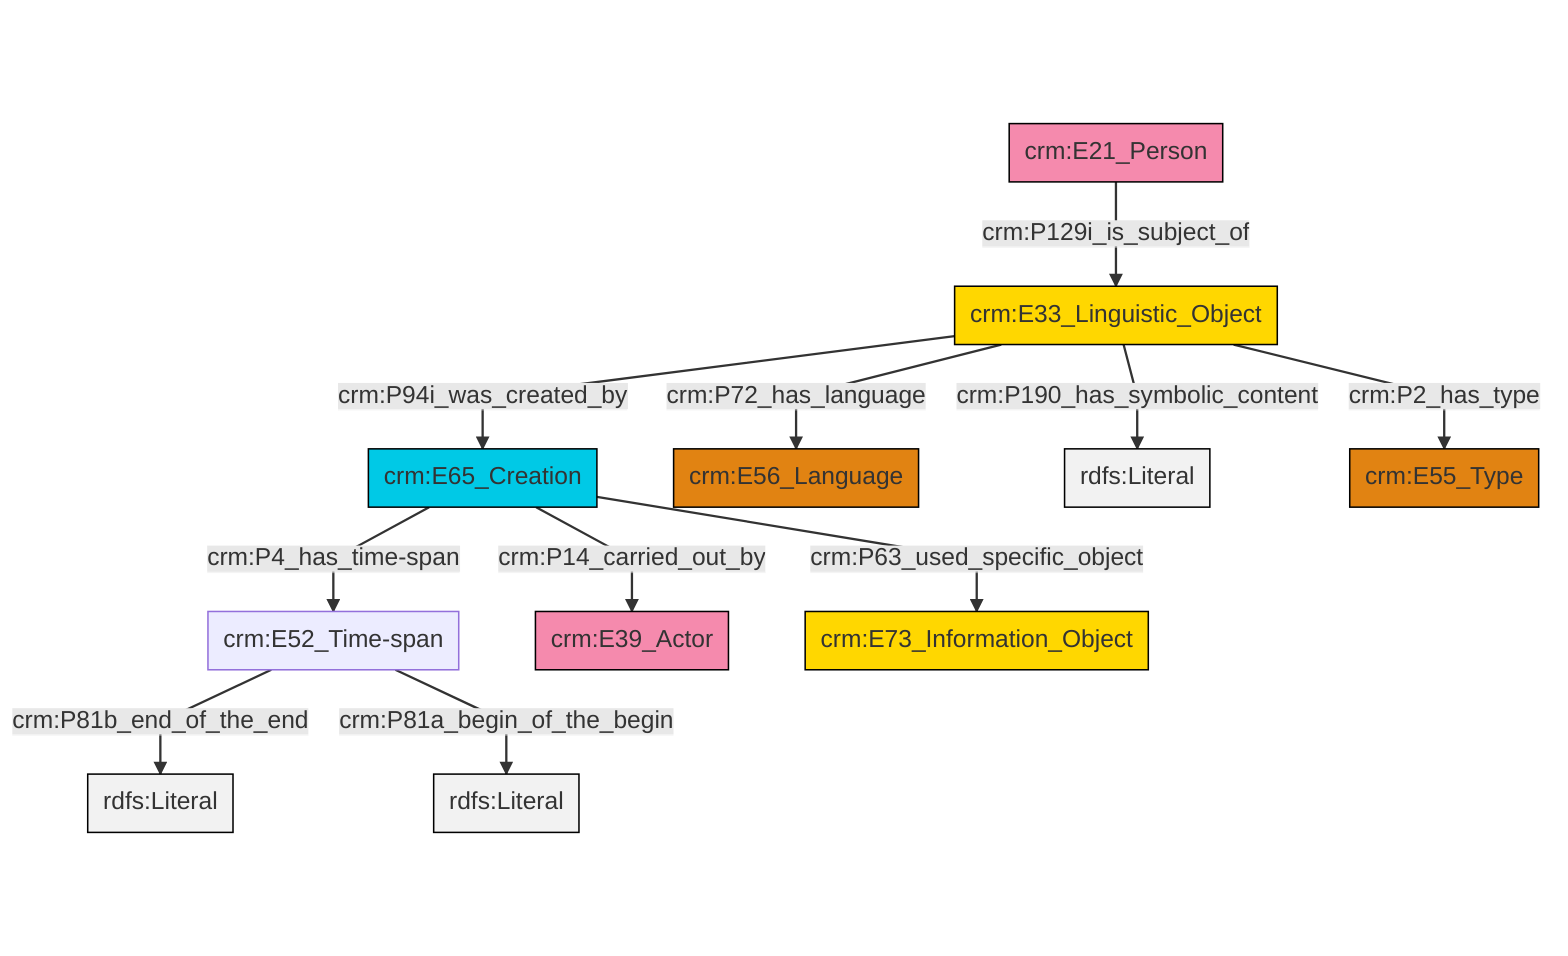 crm:E21_Person
crm:P129i_is_subject_of
crm:E33_Linguistic_Object
crm:P94i_was_created_by
crm:P72_has_language
crm:P190_has_symbolic_content
crm:P2_has_type
crm:E65_Creation
crm:E56_Language
rdfs:Literal
crm:E55_Type
crm:P4_has_time-span
crm:P14_carried_out_by
crm:P63_used_specific_object
crm:E52_Time-span
crm:E39_Actor
crm:E73_Information_Object
crm:P81b_end_of_the_end
crm:P81a_begin_of_the_begin
rdfs:Literal
rdfs:Literal